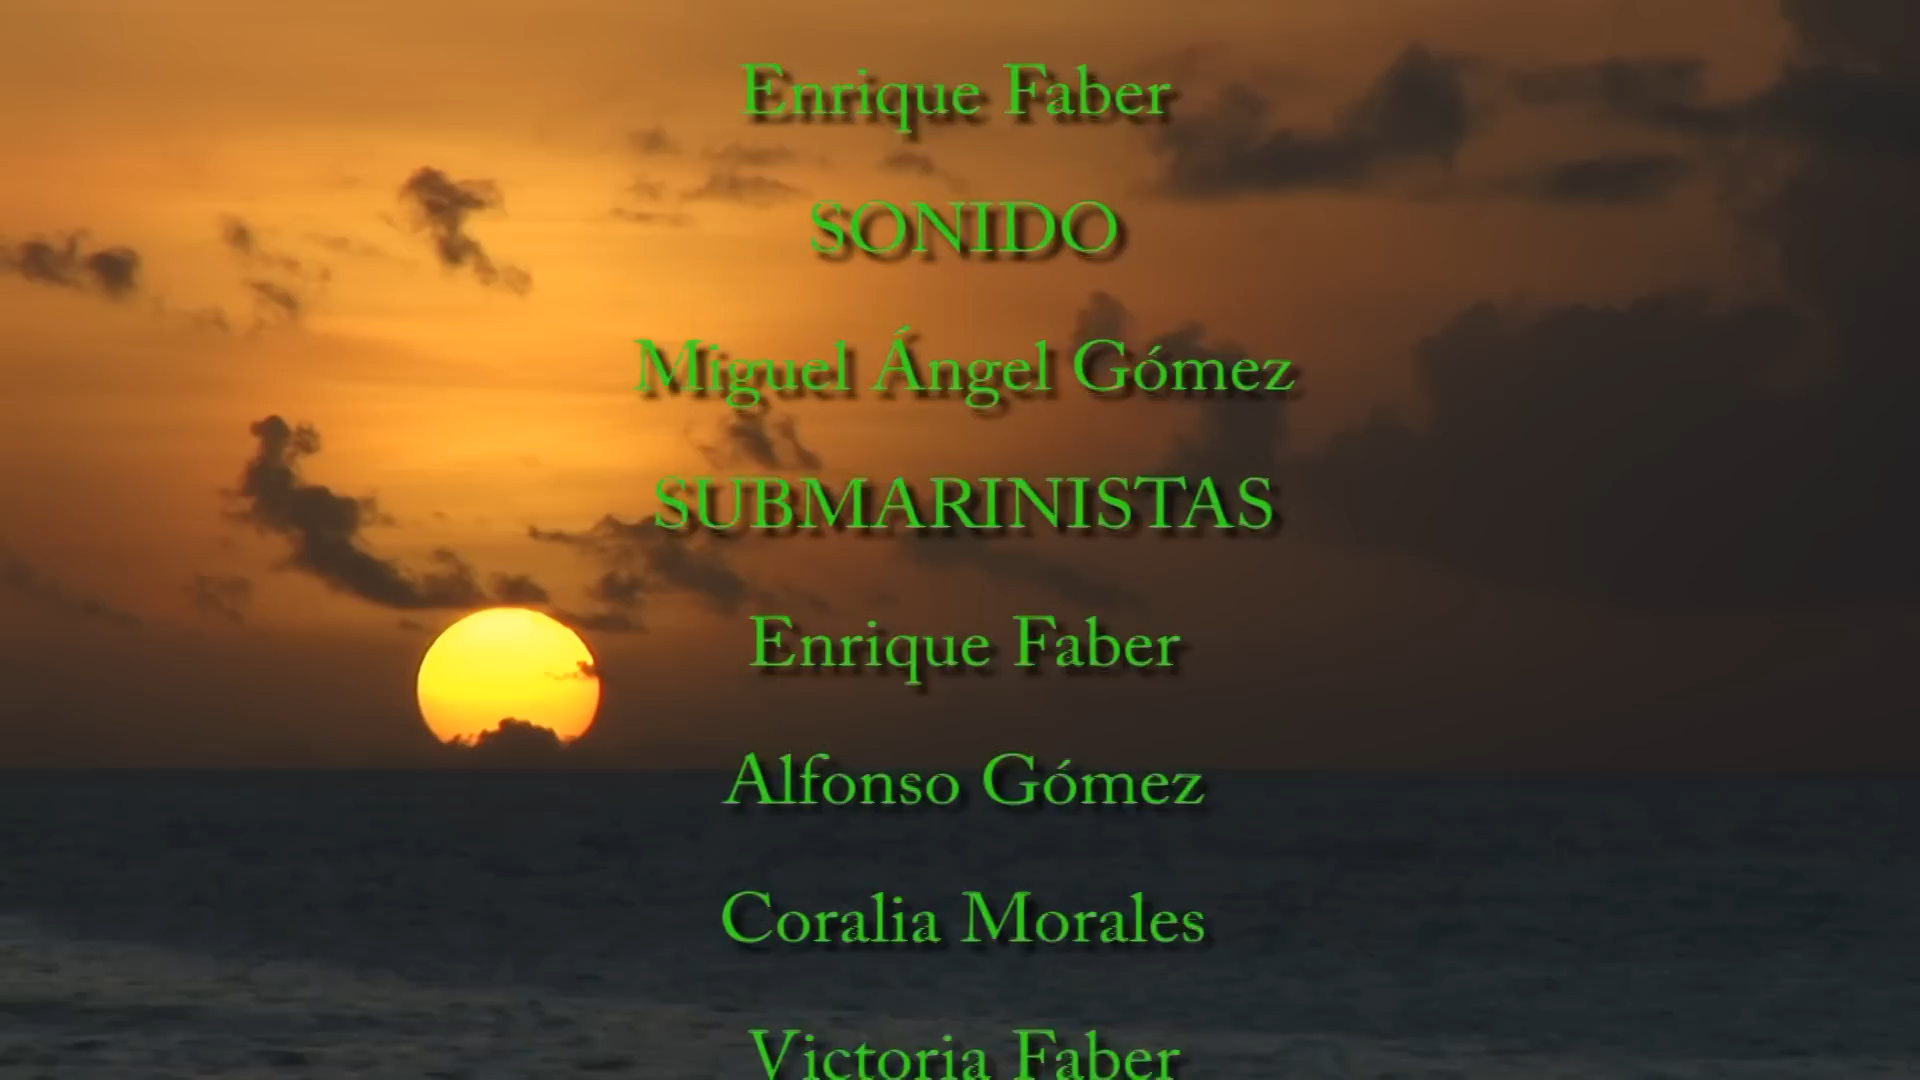 Enrique Faber
SONIDO
Miguel Ángel Gómez
SUBMARINISTAS
Enrique Faber
Alfonso Gómez
Coralia Morales
Victoria Faber